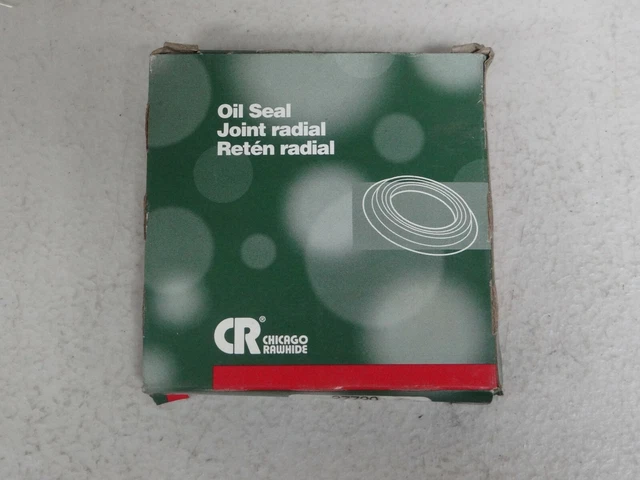 Oil Seal
Joint radial
Retén radial
CR®
CHICAGO
RAWHIDE